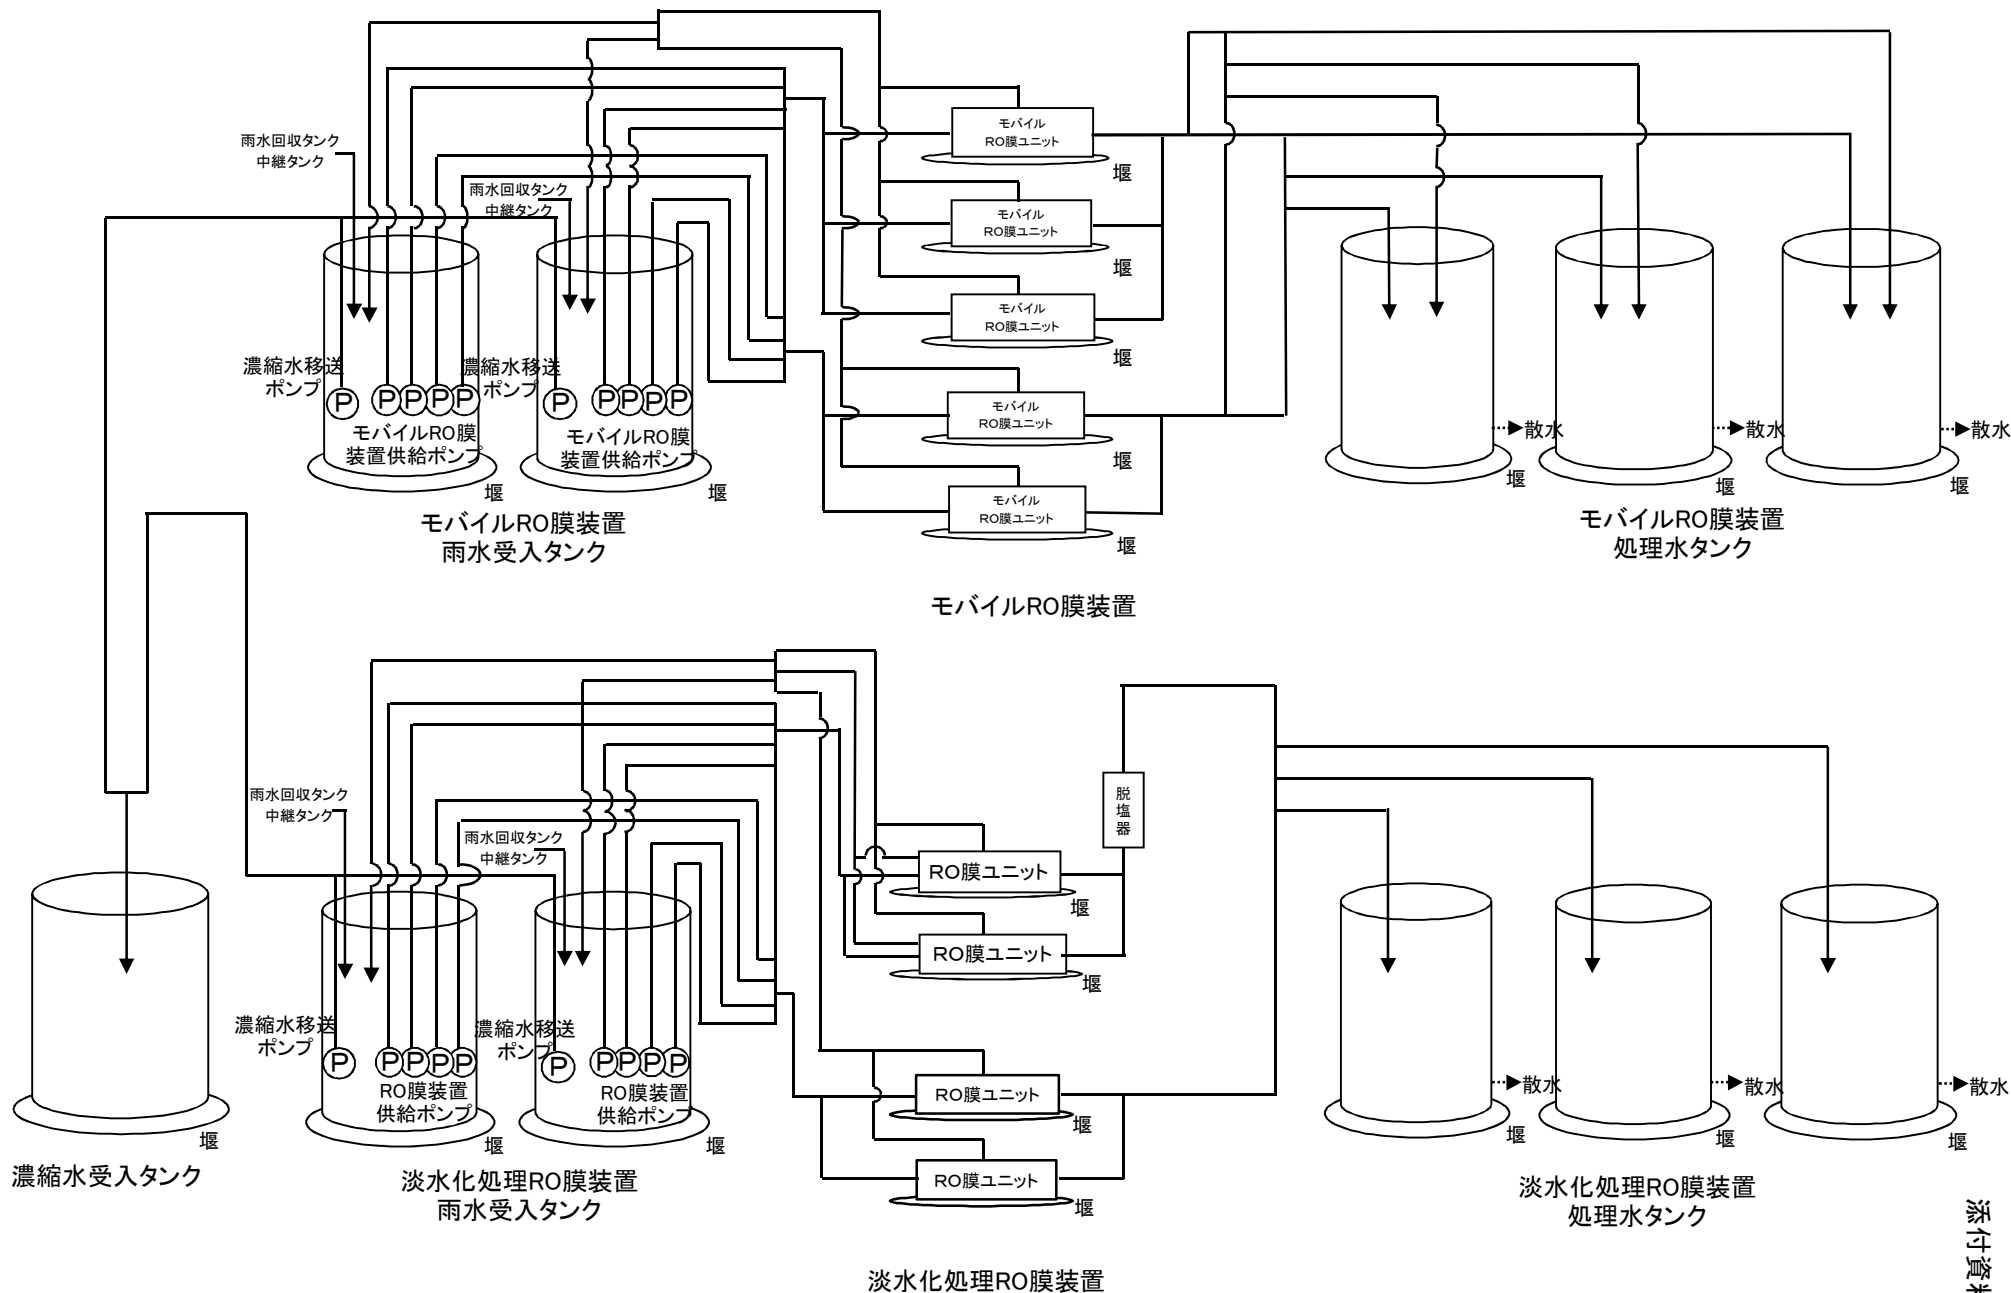 雨水回収タンク
中継タンク
雨水回収タンク
中継タンク
濃縮水移送
ポンプ
P
P
P
P
P
モバイルRO膜
装置供給ポンプ
堰
濃縮水移送
ポンプ
P
P
P
P
P
モバイルRO膜
装置供給ポンプ
堰
モバイルRO膜装置
雨水受入タンク
モバイル
RO膜ユニット
堰
モバイル
RO膜ユニット
堰
モバイル
RO膜ユニット
堰
モバイル
RO膜ユニット
堰
モバイル
RO膜ユニット
堰
モバイルRO膜装置
散水
堰
散水
堰
散水
堰
モバイルRO膜装置
処理水タンク
堰
濃縮水受入タンク
雨水回収タンク
中継タンク
雨水回収タンク
中継タンク
濃縮水移送
ポンプ
P
P
P
P
P
RO膜装置
供給ポンプ
堰
濃縮水移送
ポンプ
P
P
P
P
P
RO膜装置
供給ポンプ
堰
淡水化処理RO膜装置
雨水受入タンク
脱塩器
RO膜ユニット
堰
RO膜ユニット
堰
RO膜ユニット
堰
RO膜ユニット
堰
淡水化処理RO膜装置
散水
堰
散水
堰
散水
堰
淡水化処理RO膜装置
処理水タンク
添付資料